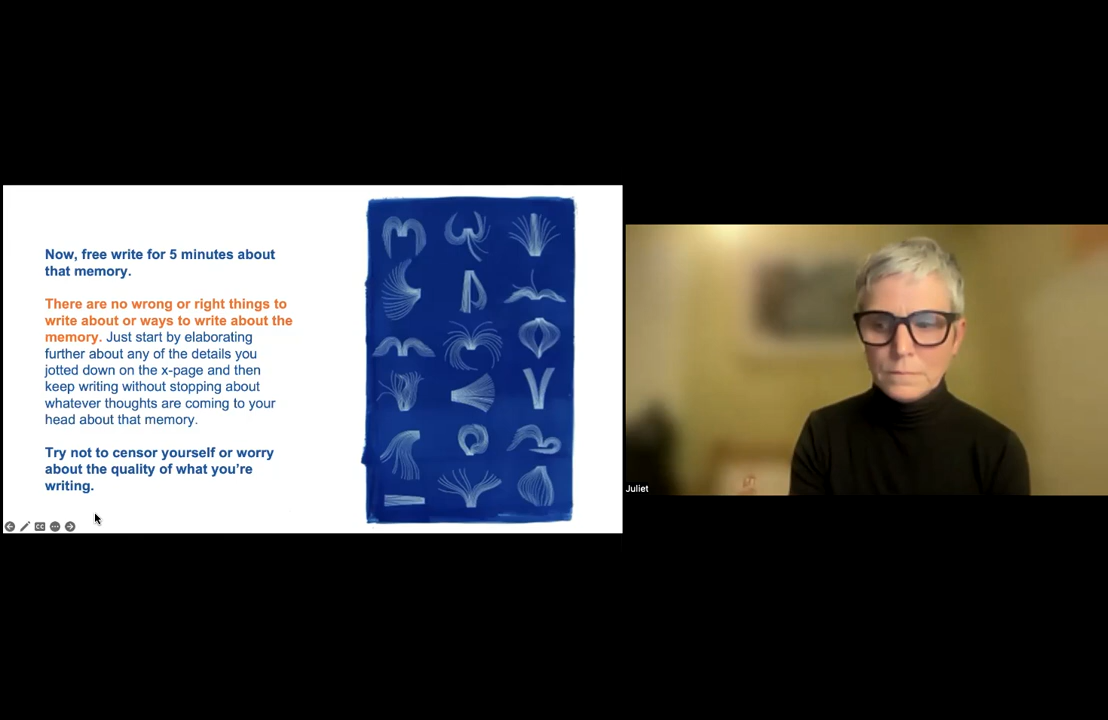 Now, free write for 5 minutes about
that memory.
There are no wrong or right things to
write about or ways to write about the
memory. Just start by elaborating
further about any of the details you
jotted down on the x-page and then
keep writing without stopping about
whatever thoughts are coming to your
head about that memory.
Try not to censor yourself or worry
about the quality of what you’re
writing.
CC
Juliet